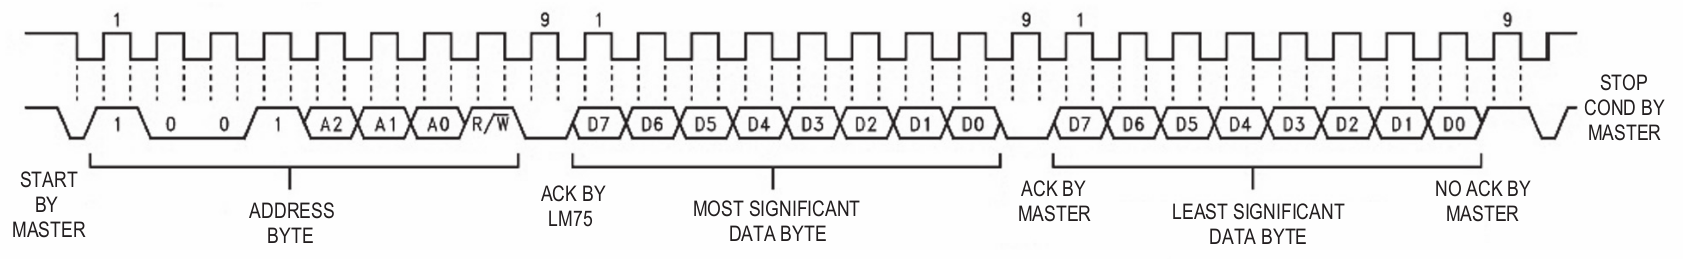 1 9 1 9 1 9
1 0 0 1 A2 A1 A0 R/W̅ D7 D6 D5 D4 D3 D2 D1 D0 D7 D6 D5 D4 D3 D2 D1 D0
STOP
COND BY
MASTER
START
BY
MASTER
ADDRESS
BYTE
ACK BY
LM75
MOST SIGNIFICANT
DATA BYTE
ACK BY
MASTER
LEAST SIGNIFICANT
DATA BYTE
NO ACK BY
MASTER